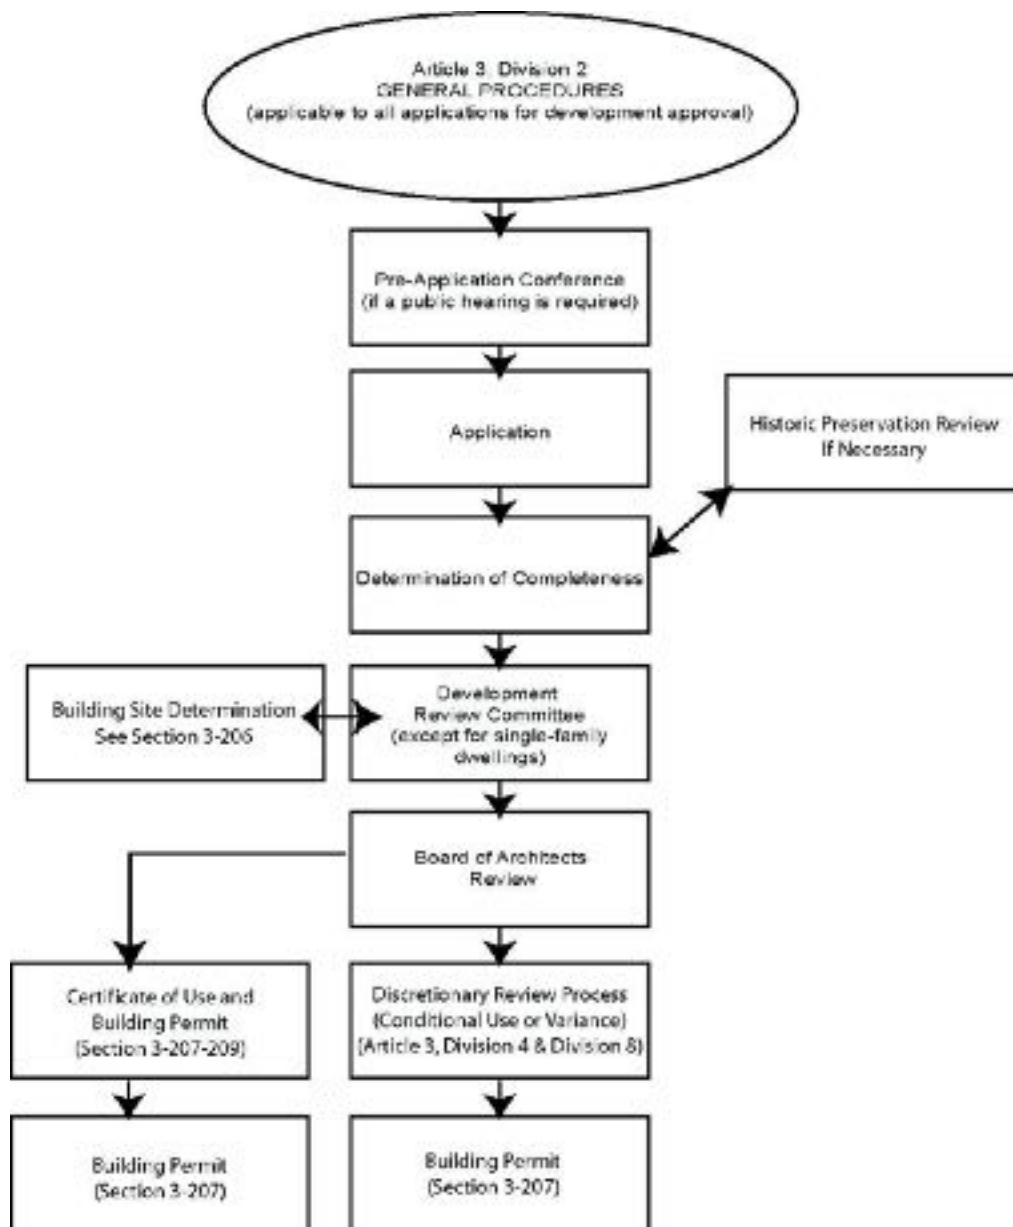 Article 3, Division 2
GENERAL PROCEDURES
(applicable to all applications for development approval)
Pre-Application Conference
(if a public hearing is required)
Application
Historic Preservation Review
If Necessary
Determination of Completeness
Building Site Determination
See Section 3-206
Development
Review Committee
(except for single-family
dwellings)
Board of Architects
Review
Certificate of Use and
Building Permit
(Section 3-207-209)
Discretionary Review Process
(Conditional Use or Variance)
(Article 3, Division 4 & Division 8)
Building Permit
(Section 3-207)
Building Permit
(Section 3-207)